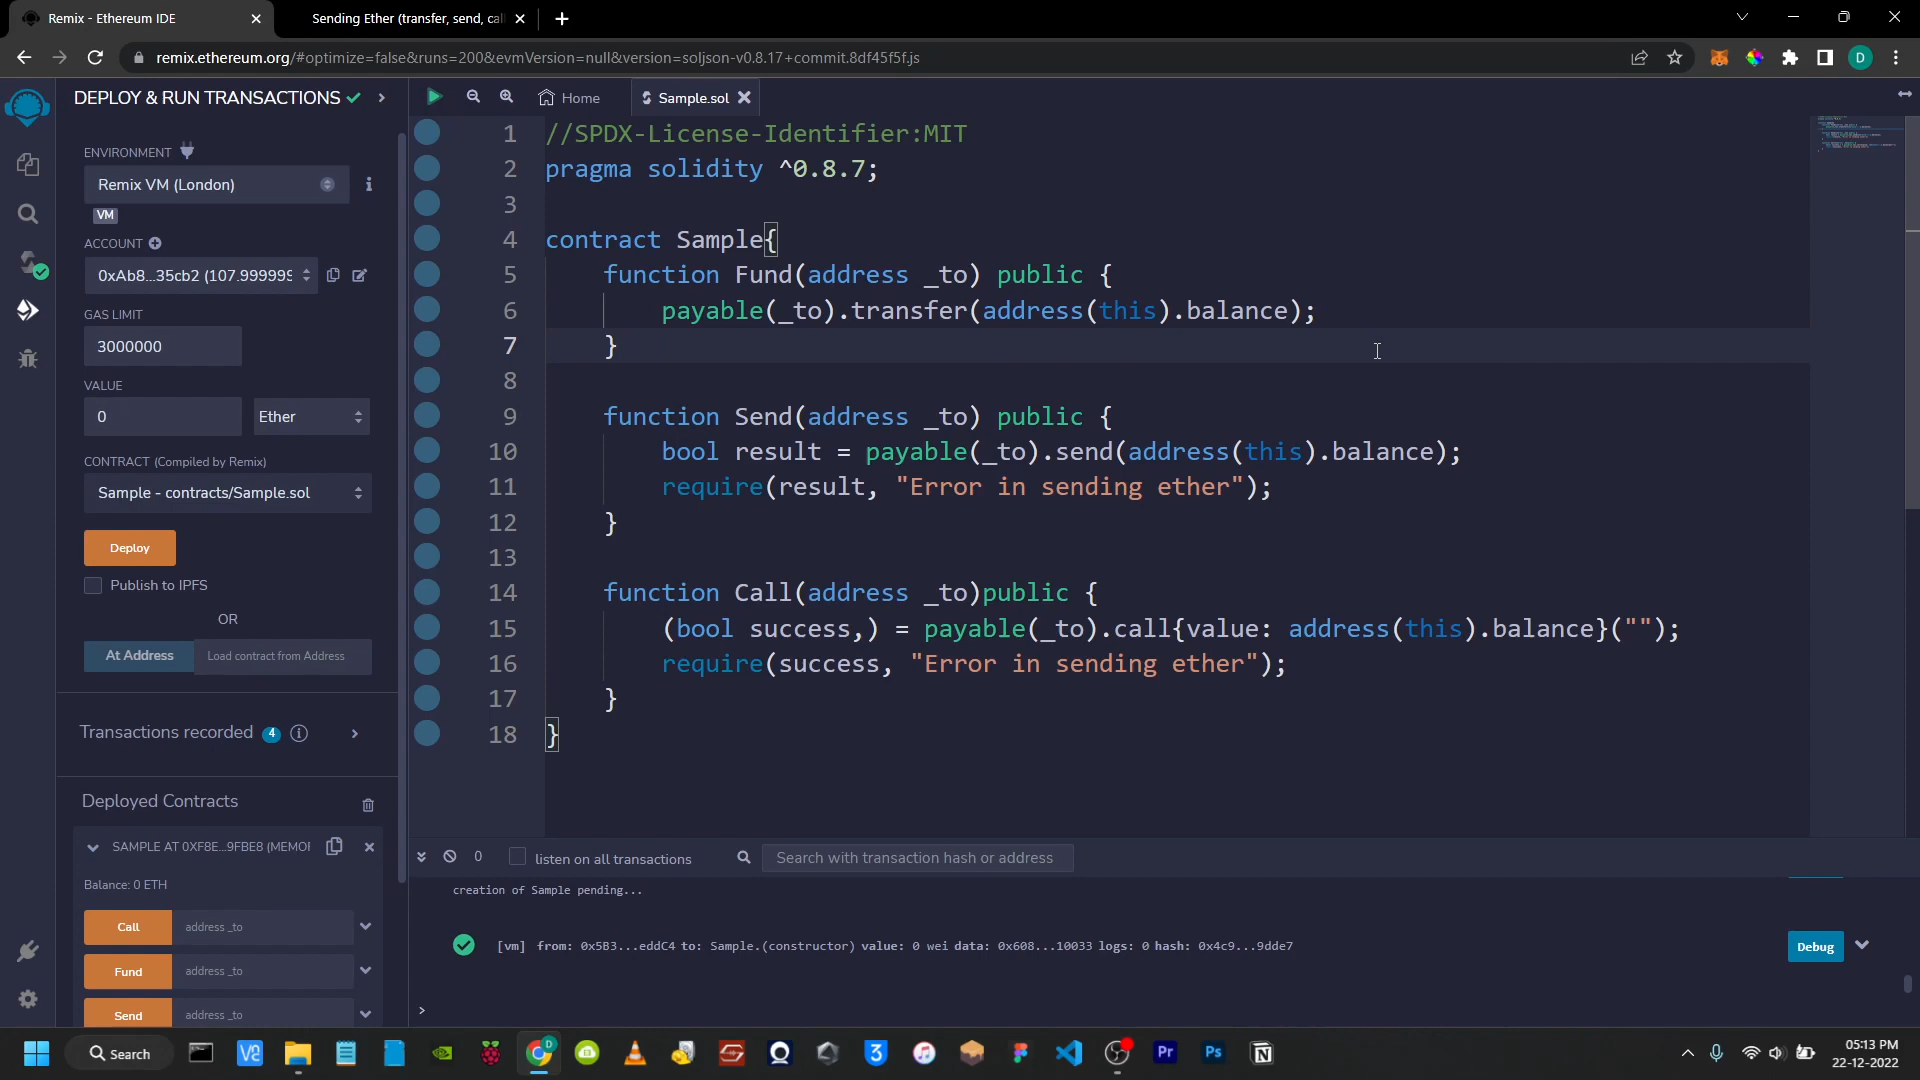 Remix - Ethereum IDE
Sending Ether (transfer, send, cal
remix.ethereum.org/#optimize=false&runs=200&evmVersion=null&version=soljson-v0.8.17+commit.8df45f5f.js
D
DEPLOY & RUN TRANSACTIONS
Home
Sample.sol
ENVIRONMENT
Remix VM (London)
VM
ACCOUNT
0xAb8...35cb2 (107.999999
GAS LIMIT
3000000
VALUE
0
Ether
CONTRACT (Compiled by Remix)
Sample - contracts/Sample.sol
Deploy
Publish to IPFS
OR
At Address
Load contract from Address
Transactions recorded 4
Deployed Contracts
SAMPLE AT 0XF8E...9FBE8 (MEMOR
Balance: 0 ETH
Call address _to
Fund address _to
Send address _to
1 //SPDX-License-Identifier:MIT
2 pragma solidity ^0.8.7;
3
4 contract Sample{
5 function Fund(address _to) public {
6 payable(_to).transfer(address(this).balance);
7 }
8
9 function Send(address _to) public {
10 bool result = payable(_to).send(address(this).balance);
11 require(result, "Error in sending ether");
12 }
13
14 function Call(address _to)public {
15 (bool success,) = payable(_to).call{value: address(this).balance}("");
16 require(success, "Error in sending ether");
17 }
18 }
0
listen on all transactions
Search with transaction hash or address
creation of Sample pending...
[vm] from: 0x5B3...eddC4 to: Sample.(constructor) value: 0 wei data: 0x608...10033 logs: 0 hash: 0x4c9...9dde7
Debug
>
Search
Pr
Ps
05:13 PM
22-12-2022